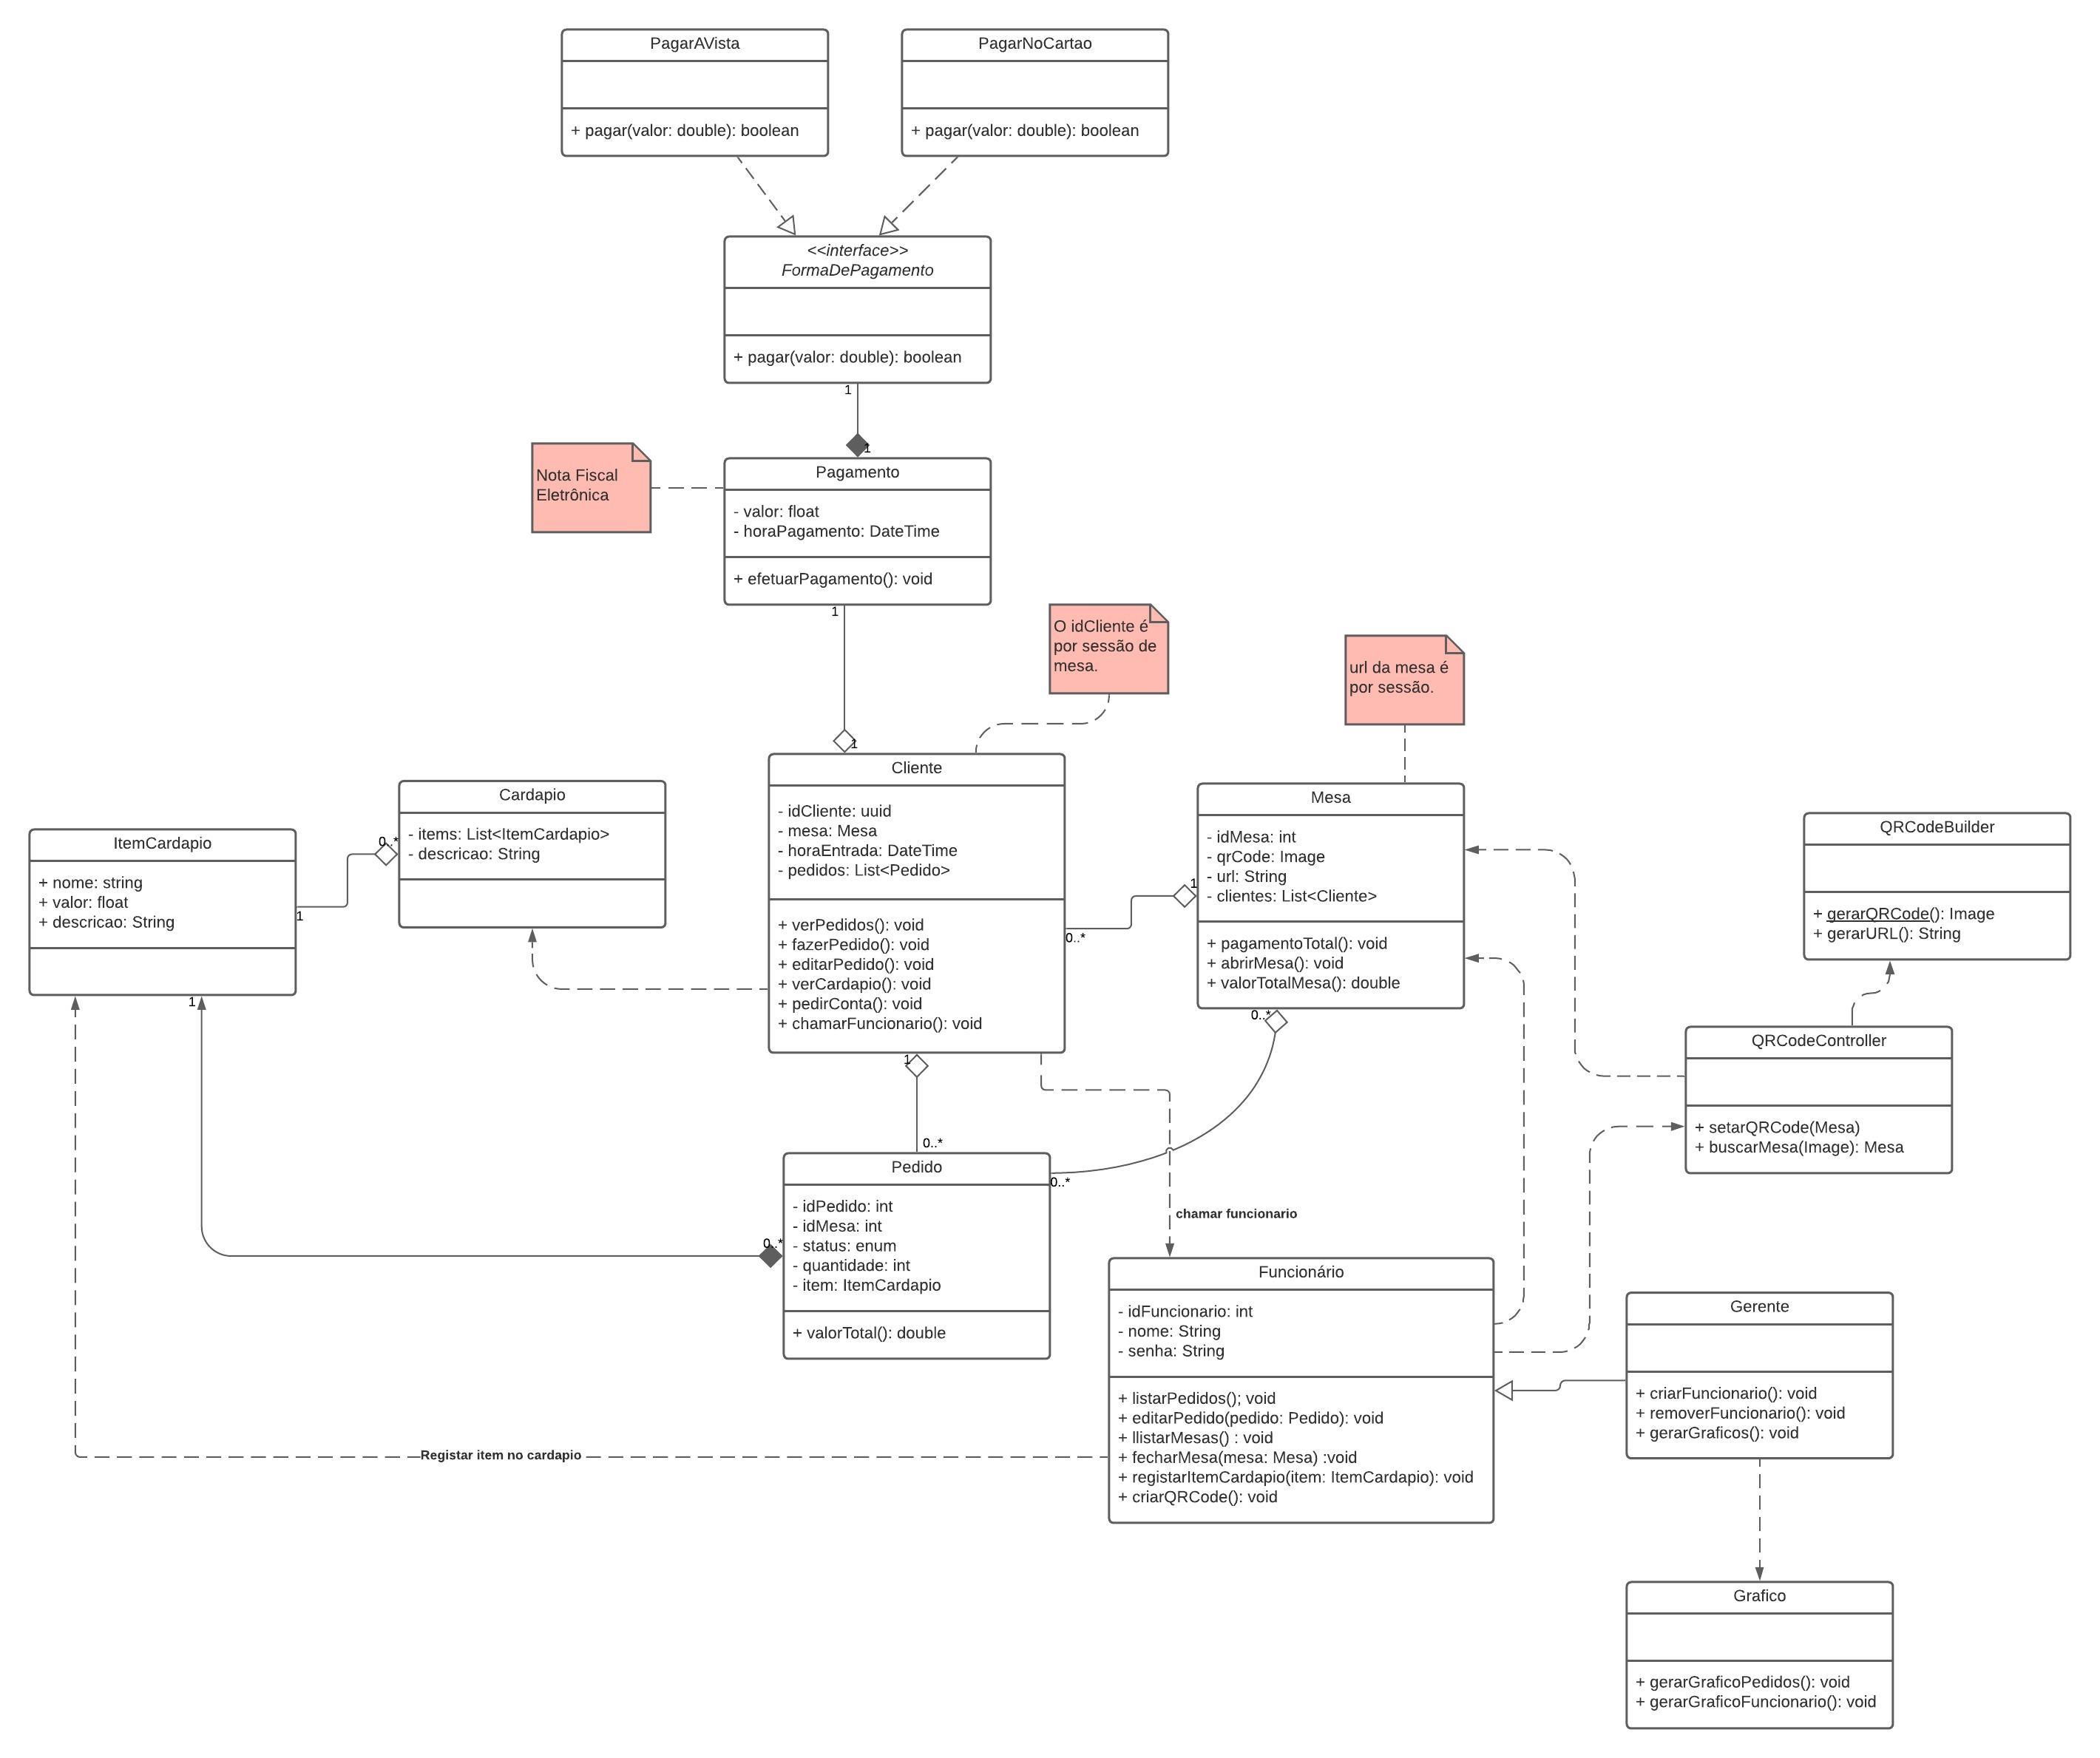 PagarAVista
+ pagar(valor: double): boolean
PagarNoCartao
+ pagar(valor: double): boolean
<<interface>>
FormaDePagamento
+ pagar(valor: double): boolean
1
1
Nota Fiscal
Eletrônica
Pagamento
- valor: float
- horaPagamento: DateTime
+ efetuarPagamento(): void
1
1
O idCliente é
por sessão de
mesa.
url da mesa é
por sessão.
Cliente
- idCliente: uuid
- mesa: Mesa
- horaEntrada: DateTime
- pedidos: List<Pedido>
+ verPedidos(): void
+ fazerPedido(): void
+ editarPedido(): void
+ verCardapio(): void
+ pedirConta(): void
+ chamarFuncionario(): void
Cardapio
- items: List<ItemCardapio>
- descricao: String
0..*
1
ItemCardapio
+ nome: string
+ valor: float
+ descricao: String
1
Mesa
- idMesa: int
- qrCode: Image
- url: String
- clientes: List<Cliente>
+ pagamentoTotal(): void
+ abrirMesa(): void
+ valorTotalMesa(): double
1
0..*
0..*
QRCodeBuilder
+ gerarQRCode(): Image
+ gerarURL(): String
QRCodeController
+ setarQRCode(Mesa)
+ buscarMesa(Image): Mesa
1
0..*
0..*
Pedido
- idPedido: int
- idMesa: int
- status: enum
- quantidade: int
- item: ItemCardapio
+ valorTotal(): double
0..*
chamar funcionario
Funcionário
- idFuncionario: int
- nome: String
- senha: String
+ listarPedidos(); void
+ editarPedido(pedido: Pedido): void
+ llistarMesas() : void
+ fecharMesa(mesa: Mesa) :void
+ registarItemCardapio(item: ItemCardapio): void
+ criarQRCode(): void
Registar item no cardapio
Gerente
+ criarFuncionario(): void
+ removerFuncionario(): void
+ gerarGraficos(): void
Grafico
+ gerarGraficoPedidos(): void
+ gerarGraficoFuncionario(): void